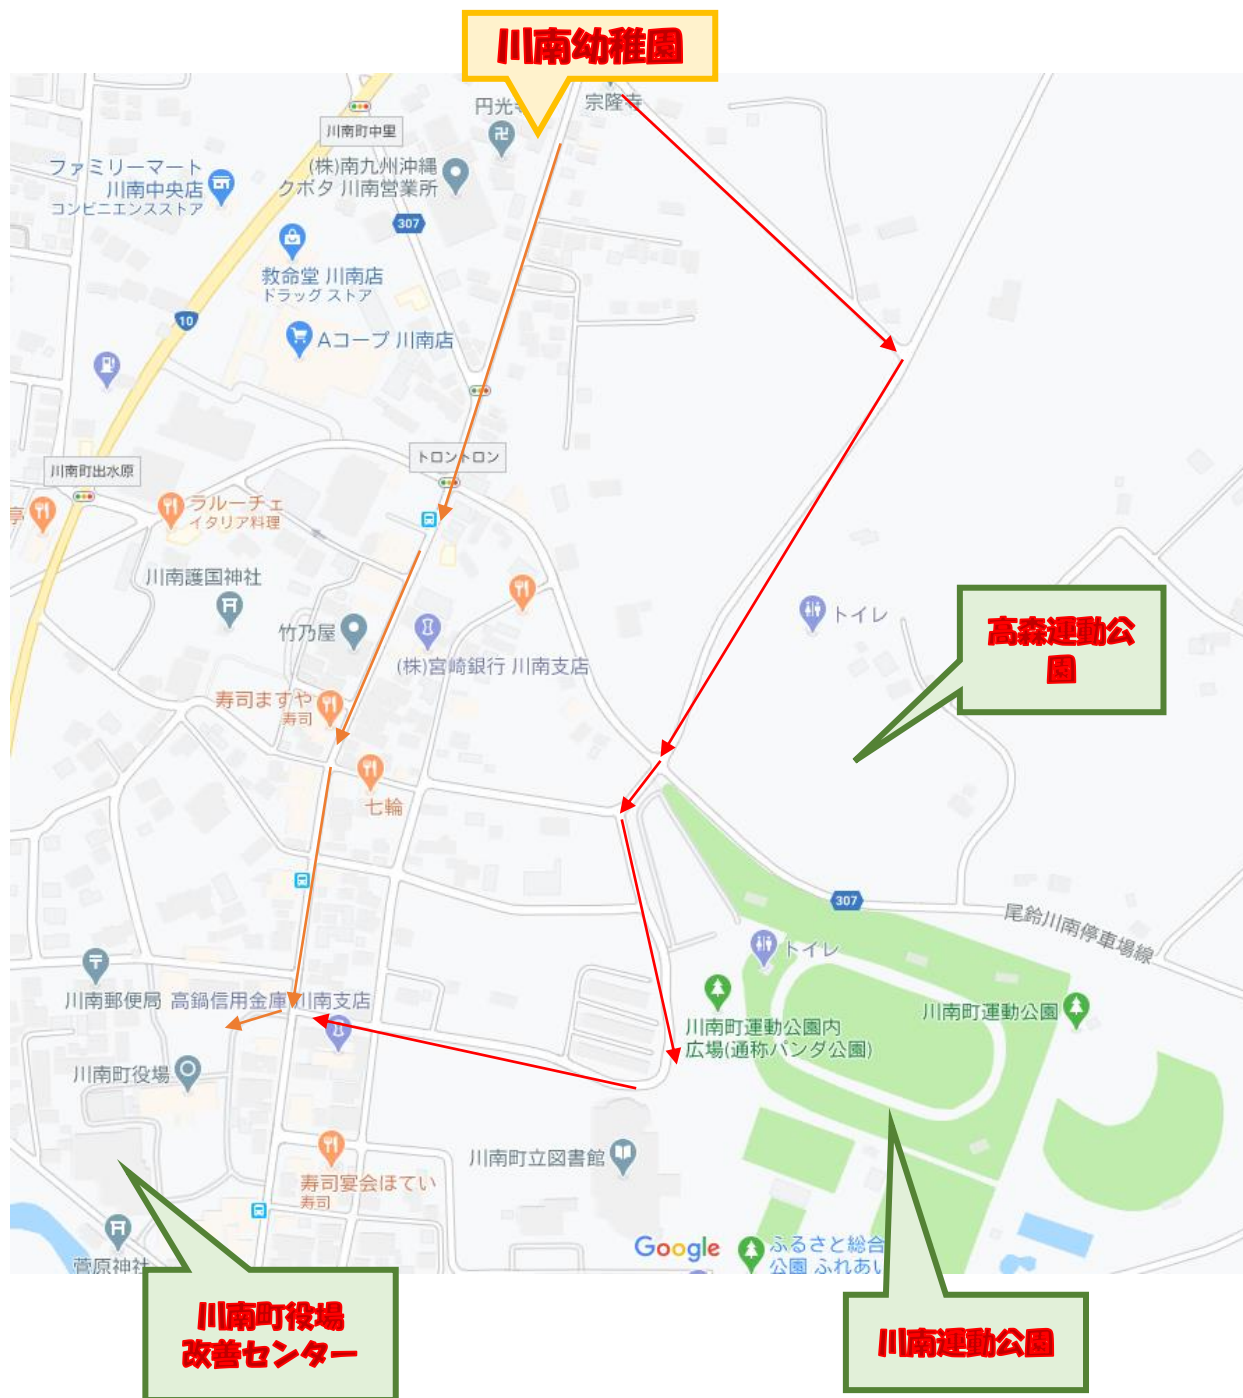 川南幼稚園
円光寺
宗隆寺
川南町中里
ファミリーマート
川南中央店
コンビニエンスストア
(株)南九州沖縄
クボタ 川南営業所
307
救命堂 川南店
ドラッグ ストア
10
Aコープ 川南店
トロントロン
川南町出水原
亭
ラルーチェ
イタリア料理
川南護国神社
竹乃屋
(株)宮崎銀行 川南支店
トイレ
高森運動公
園
寿司ますや
寿司
七輪
307
尾鈴川南停車場線
トイレ
川南郵便局
高鍋信用金庫 川南支店
川南町運動公園内
広場(通称パンダ公園)
川南町運動公園
川南町役場
川南町立図書館
寿司宴会ほてい
寿司
菅原神社
Google
ふるさと総合
公園 ふれあい
川南町役場
改善センター
川南運動公園